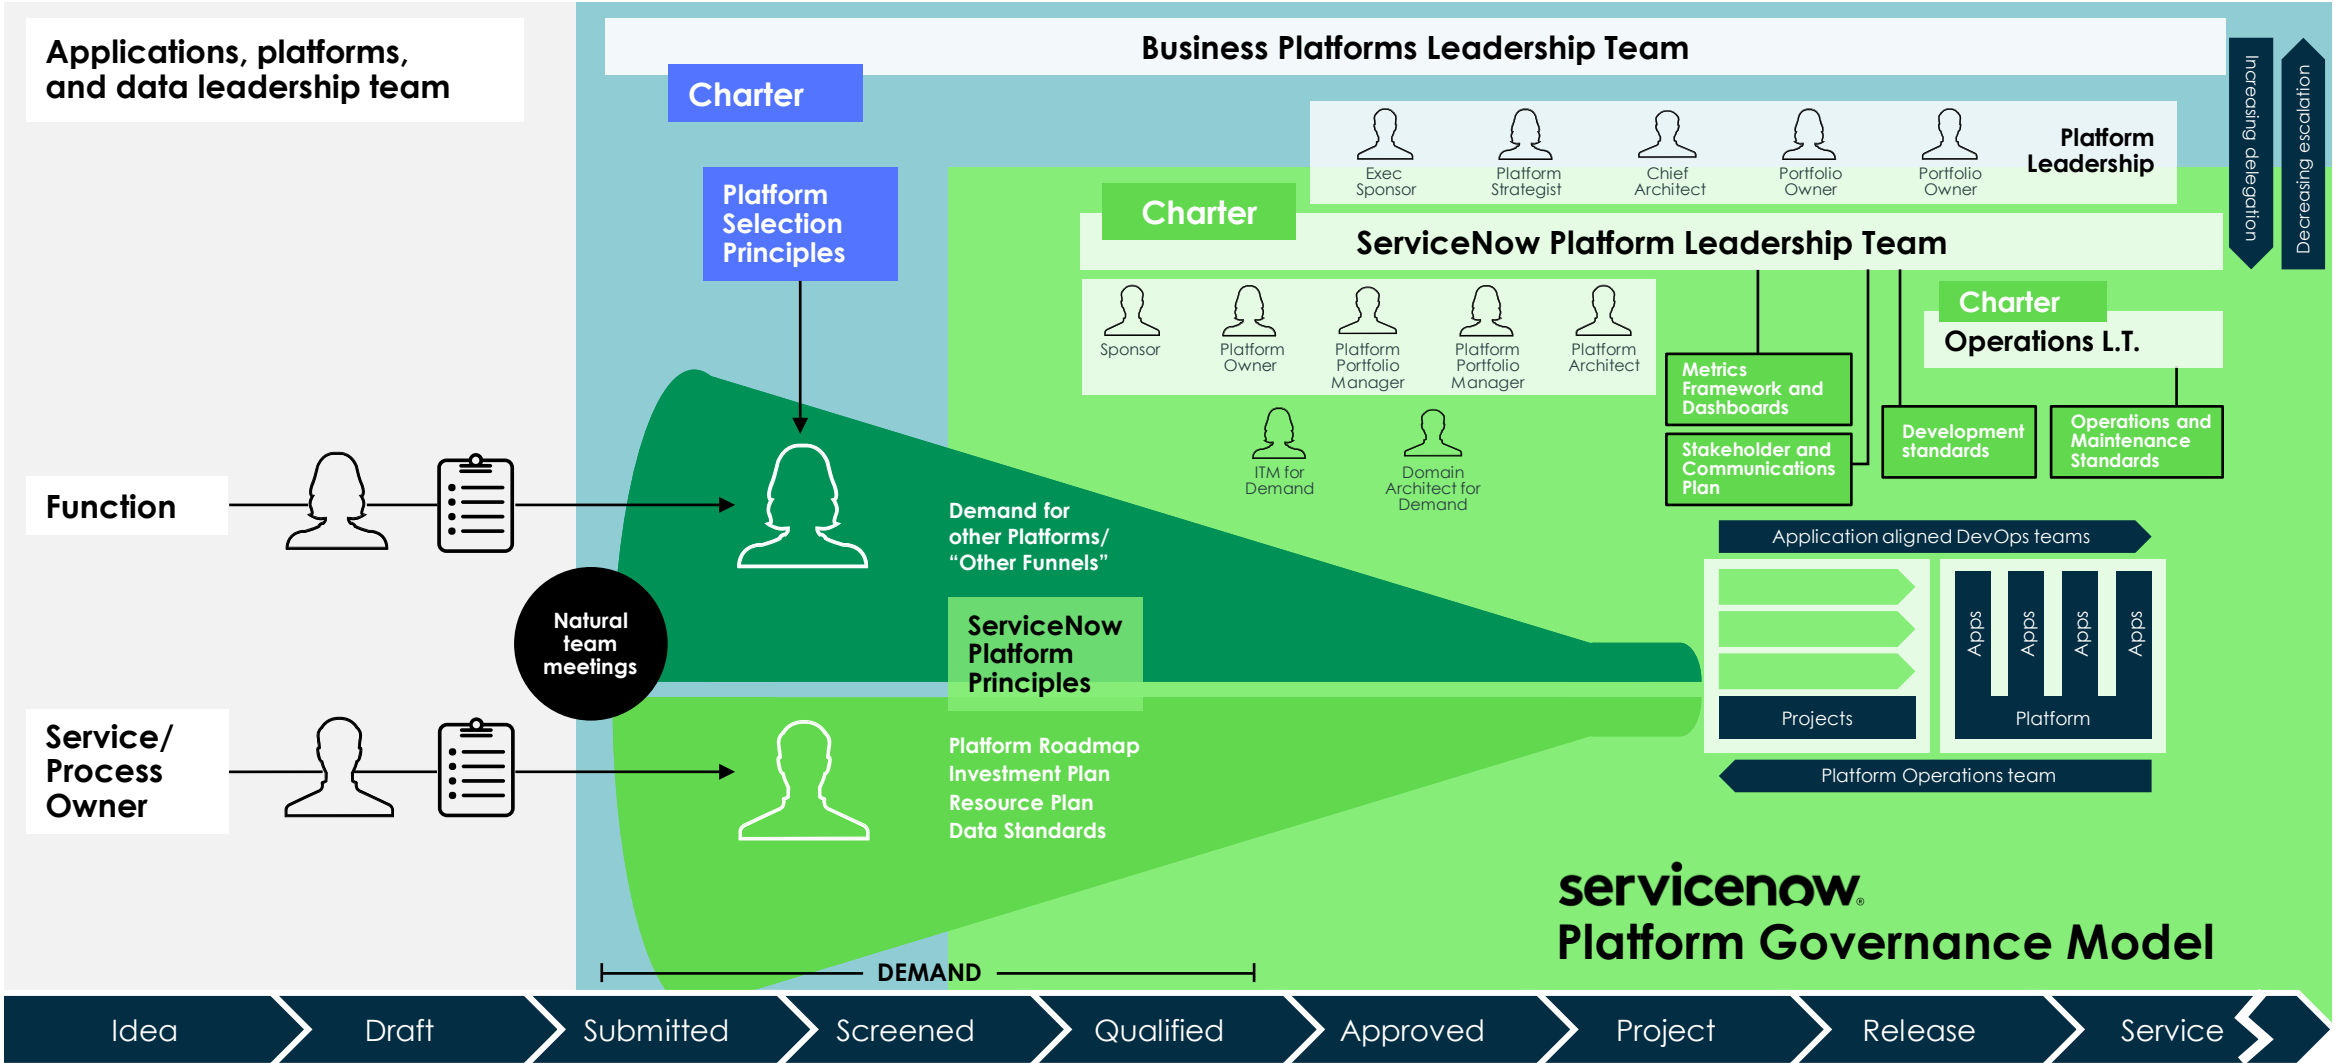 Applications, platforms,
and data leadership team
Business Platforms Leadership Team
Charter
Platform
Selection
Principles
Exec
Sponsor
Platform
Strategist
Chief
Architect
Portfolio
Owner
Portfolio
Owner
Platform
Leadership
Increasing delegation
Decreasing escalation
Charter
ServiceNow Platform Leadership Team
Sponsor
Platform
Owner
Platform
Portfolio
Manager
Platform
Portfolio
Manager
Platform
Architect
ITM for
Demand
Domain
Architect for
Demand
Charter
Operations L.T.
Metrics
Framework and
Dashboards
Stakeholder and
Communications
Plan
Development
standards
Operations and
Maintenance
Standards
Function
Natural
team
meetings
Service/
Process
Owner
Demand for
other Platforms/
“Other Funnels”
ServiceNow
Platform
Principles
Platform Roadmap
Investment Plan
Resource Plan
Data Standards
Application aligned DevOps teams
Projects
Apps
Apps
Apps
Apps
Platform
Platform Operations team
servicenow®
Platform Governance Model
DEMAND
Idea
Draft
Submitted
Screened
Qualified
Approved
Project
Release
Service